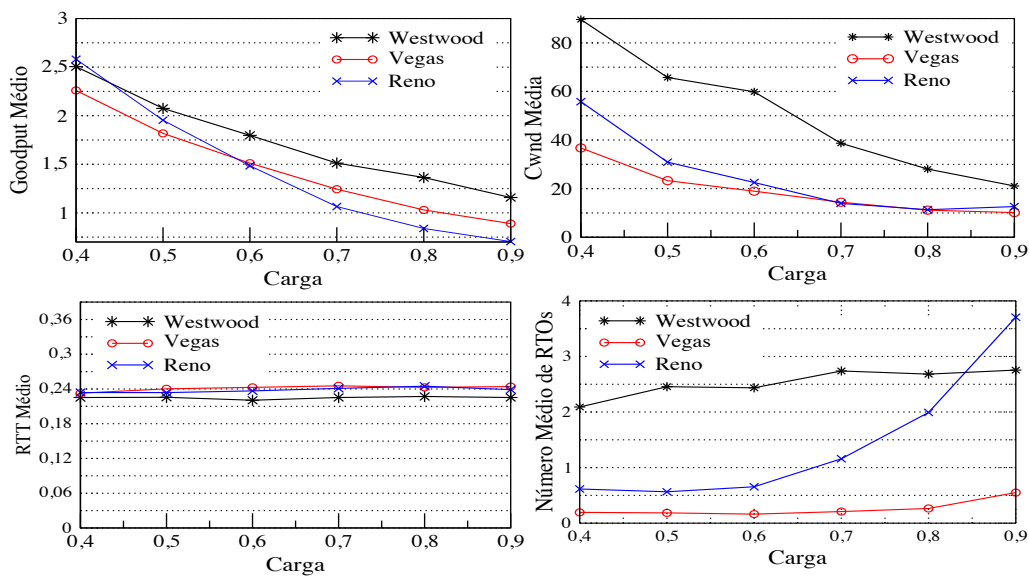 Goodput Médio
3
2,5
2
1.5
1
Westwood
Vegas
Reno
0,4
0,5
0,6
0,7
0,8
0,9
Carga
Cwnd Média
80
60
40
20
0
Westwood
Vegas
Reno
0,4
0,5
0,6
0,7
0,8
0,9
Carga
RTT Médio
0.36
0.3
0.24
0.18
0.12
0.06
0
Westwood
Vegas
Reno
0,4
0,5
0,6
0,7
0,8
0,9
Carga
Número Médio de RTOs
4
3
2
1
0
Westwood
Vegas
Reno
0,4
0,5
0,6
0,7
0,8
0,9
Carga